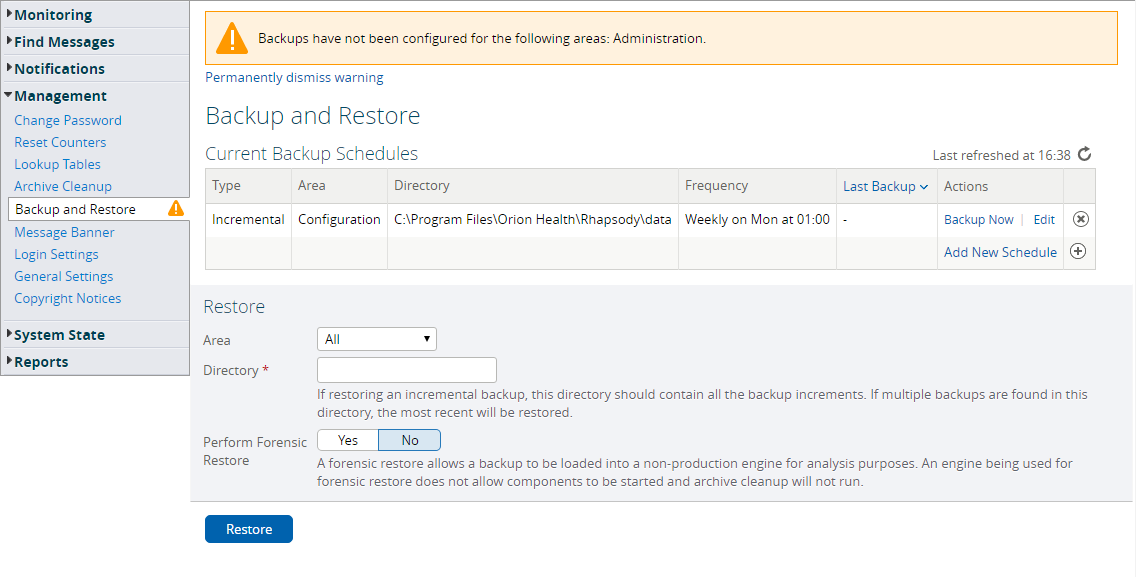 Monitoring
Find Messages
Notifications
Management
Change Password
Reset Counters
Lookup Tables
Archive Cleanup
Backup and Restore
Message Banner
Login Settings
General Settings
Copyright Notices
System State
Reports
Backups have not been configured for the following areas: Administration.
Permanently dismiss warning
Backup and Restore
Current Backup Schedules
Last refreshed at 16:38
Type Area Directory Frequency Last Backup Actions
Incremental Configuration C:\Program Files\Orion Health\Rhapsody\data Weekly on Mon at 01:00 - Backup Now | Edit
Add New Schedule
Restore
Area All
Directory *
If restoring an incremental backup, this directory should contain all the backup increments. If multiple backups are found in this
directory, the most recent will be restored.
Perform Forensic Yes No
Restore
A forensic restore allows a backup to be loaded into a non-production engine for analysis purposes. An engine being used for
forensic restore does not allow components to be started and archive cleanup will not run.
Restore